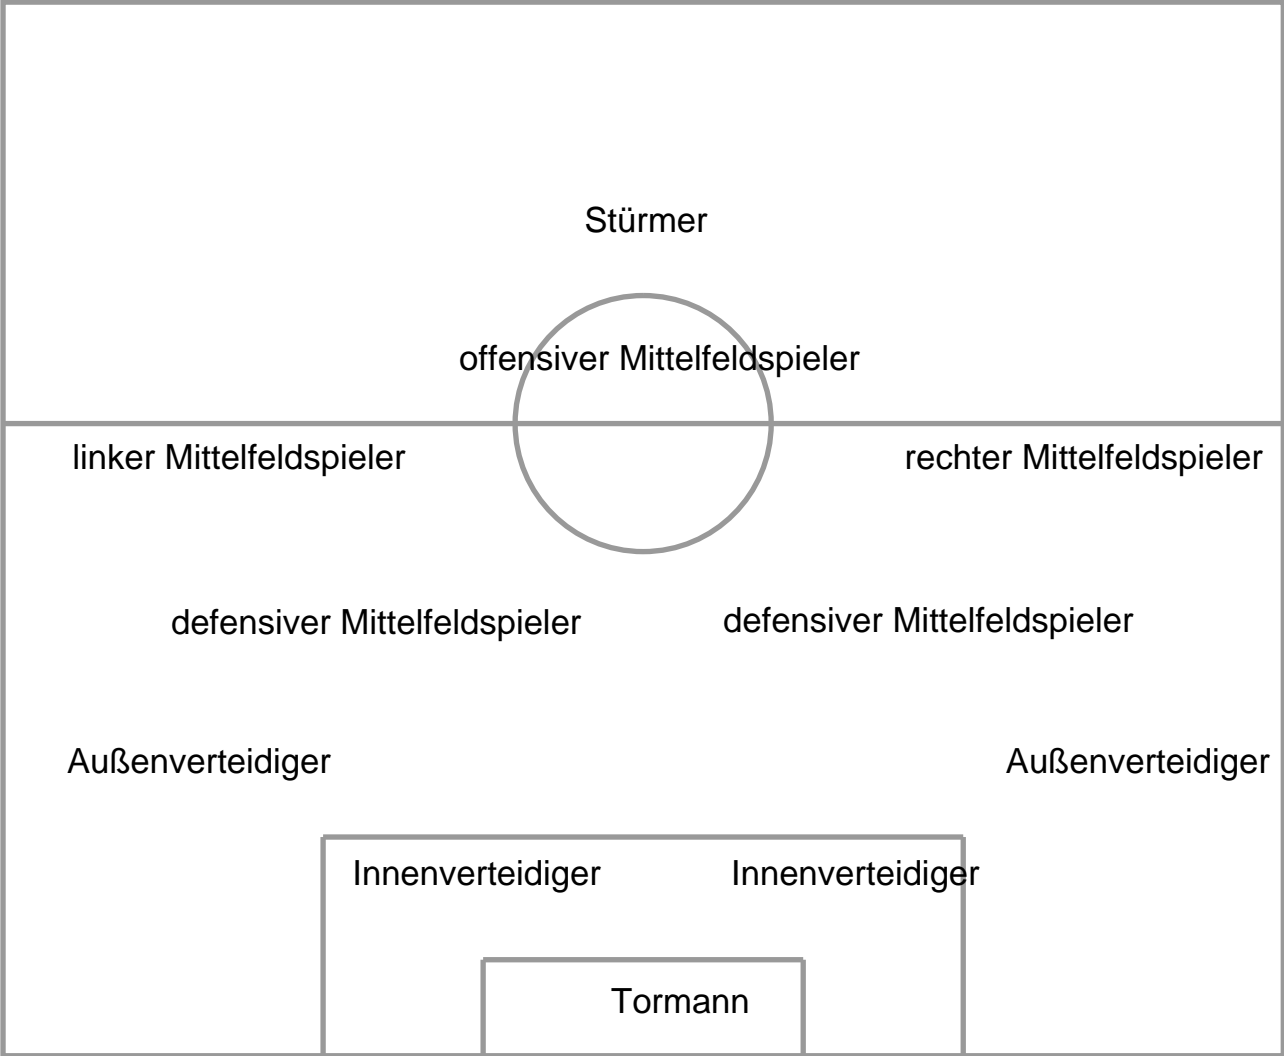 Stürmer
offensiver Mittelfeldspieler
linker Mittelfeldspieler
rechter Mittelfeldspieler
defensiver Mittelfeldspieler
defensiver Mittelfeldspieler
Außenverteidiger
Außenverteidiger
Innenverteidiger
Innenverteidiger
Tormann